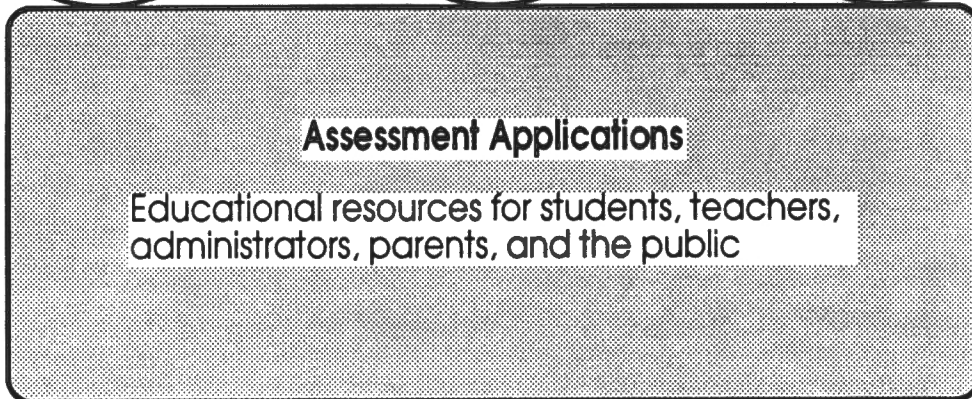 Assessment Applications
Educational resources for students, teachers,
administrators, parents, and the public